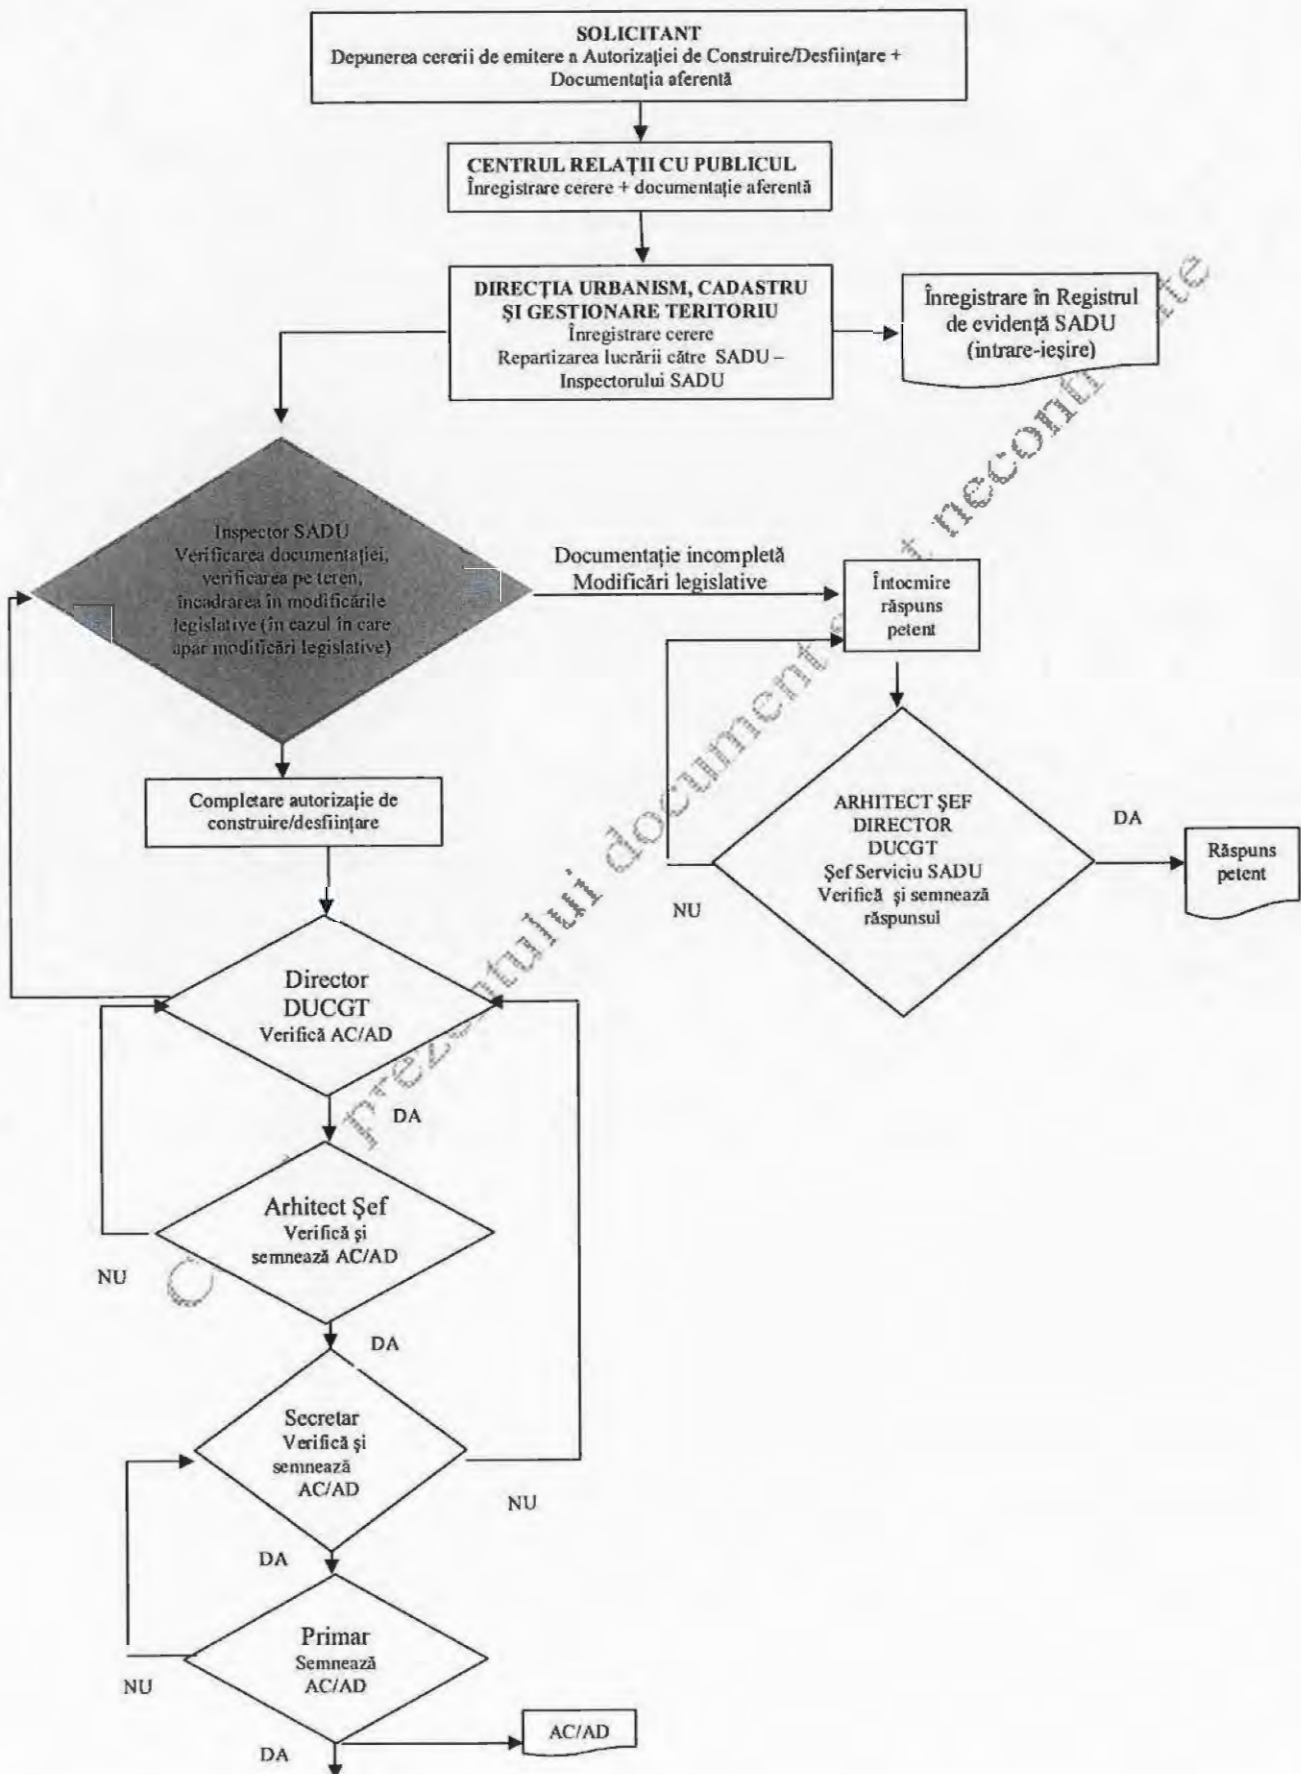 SOLICITANT
Depunerea cererii de emitere a Autorizației de Construire/Desființare +
Documentația aferentă
CENTRUL RELAȚII CU PUBLICUL
Înregistrare cerere + documentație aferentă
DIRECȚIA URBANISM, CADASTRU
ȘI GESTIONARE TERITORIU
Înregistrare cerere
Repartizarea lucrării către SADU –
Inspectorului SADU
Înregistrare în Registrul
de evidență SADU
(intrare-ieșire)
Inspector SADU
Verificarea documentației,
verificarea pe teren,
încadrarea în modificările
legislative (în cazul în care
apar modificări legislative)
Documentație incompletă
Modificări legislative
Întocmire
răspuns
petent
Completare autorizație de
construire/desființare
ARHITECT ȘEF
DIRECTOR
DUCGT
Șef Serviciu SADU
Verifică și semnează
răspunsul
DA
NU
Răspuns
petent
Director
DUCGT
Verifică AC/AD
DA
Arhitect Șef
Verifică și
semnează AC/AD
NU
DA
Secretar
Verifică și
semnează
AC/AD
NU
DA
Primar
Semnează
AC/AD
NU
DA
AC/AD
prezentului document